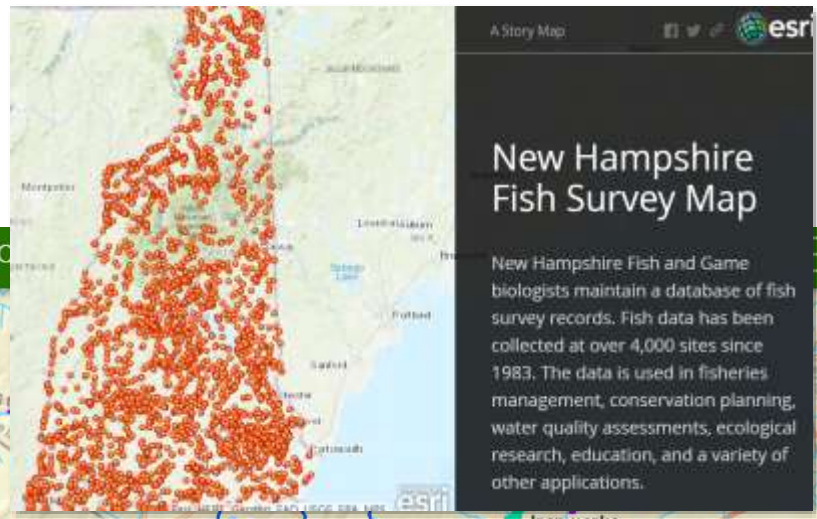 A Story Map
esri
New Hampshire
Fish Survey Map
New Hampshire Fish and Game
biologists maintain a database of fish
survey records. Fish data has been
collected at over 4,000 sites since
1983. The data is used in fisheries
management, conservation planning,
water quality assessments, ecological
research, education, and a variety of
other applications.
Montpelier
Portland
Sanford
Portsmouth
esri